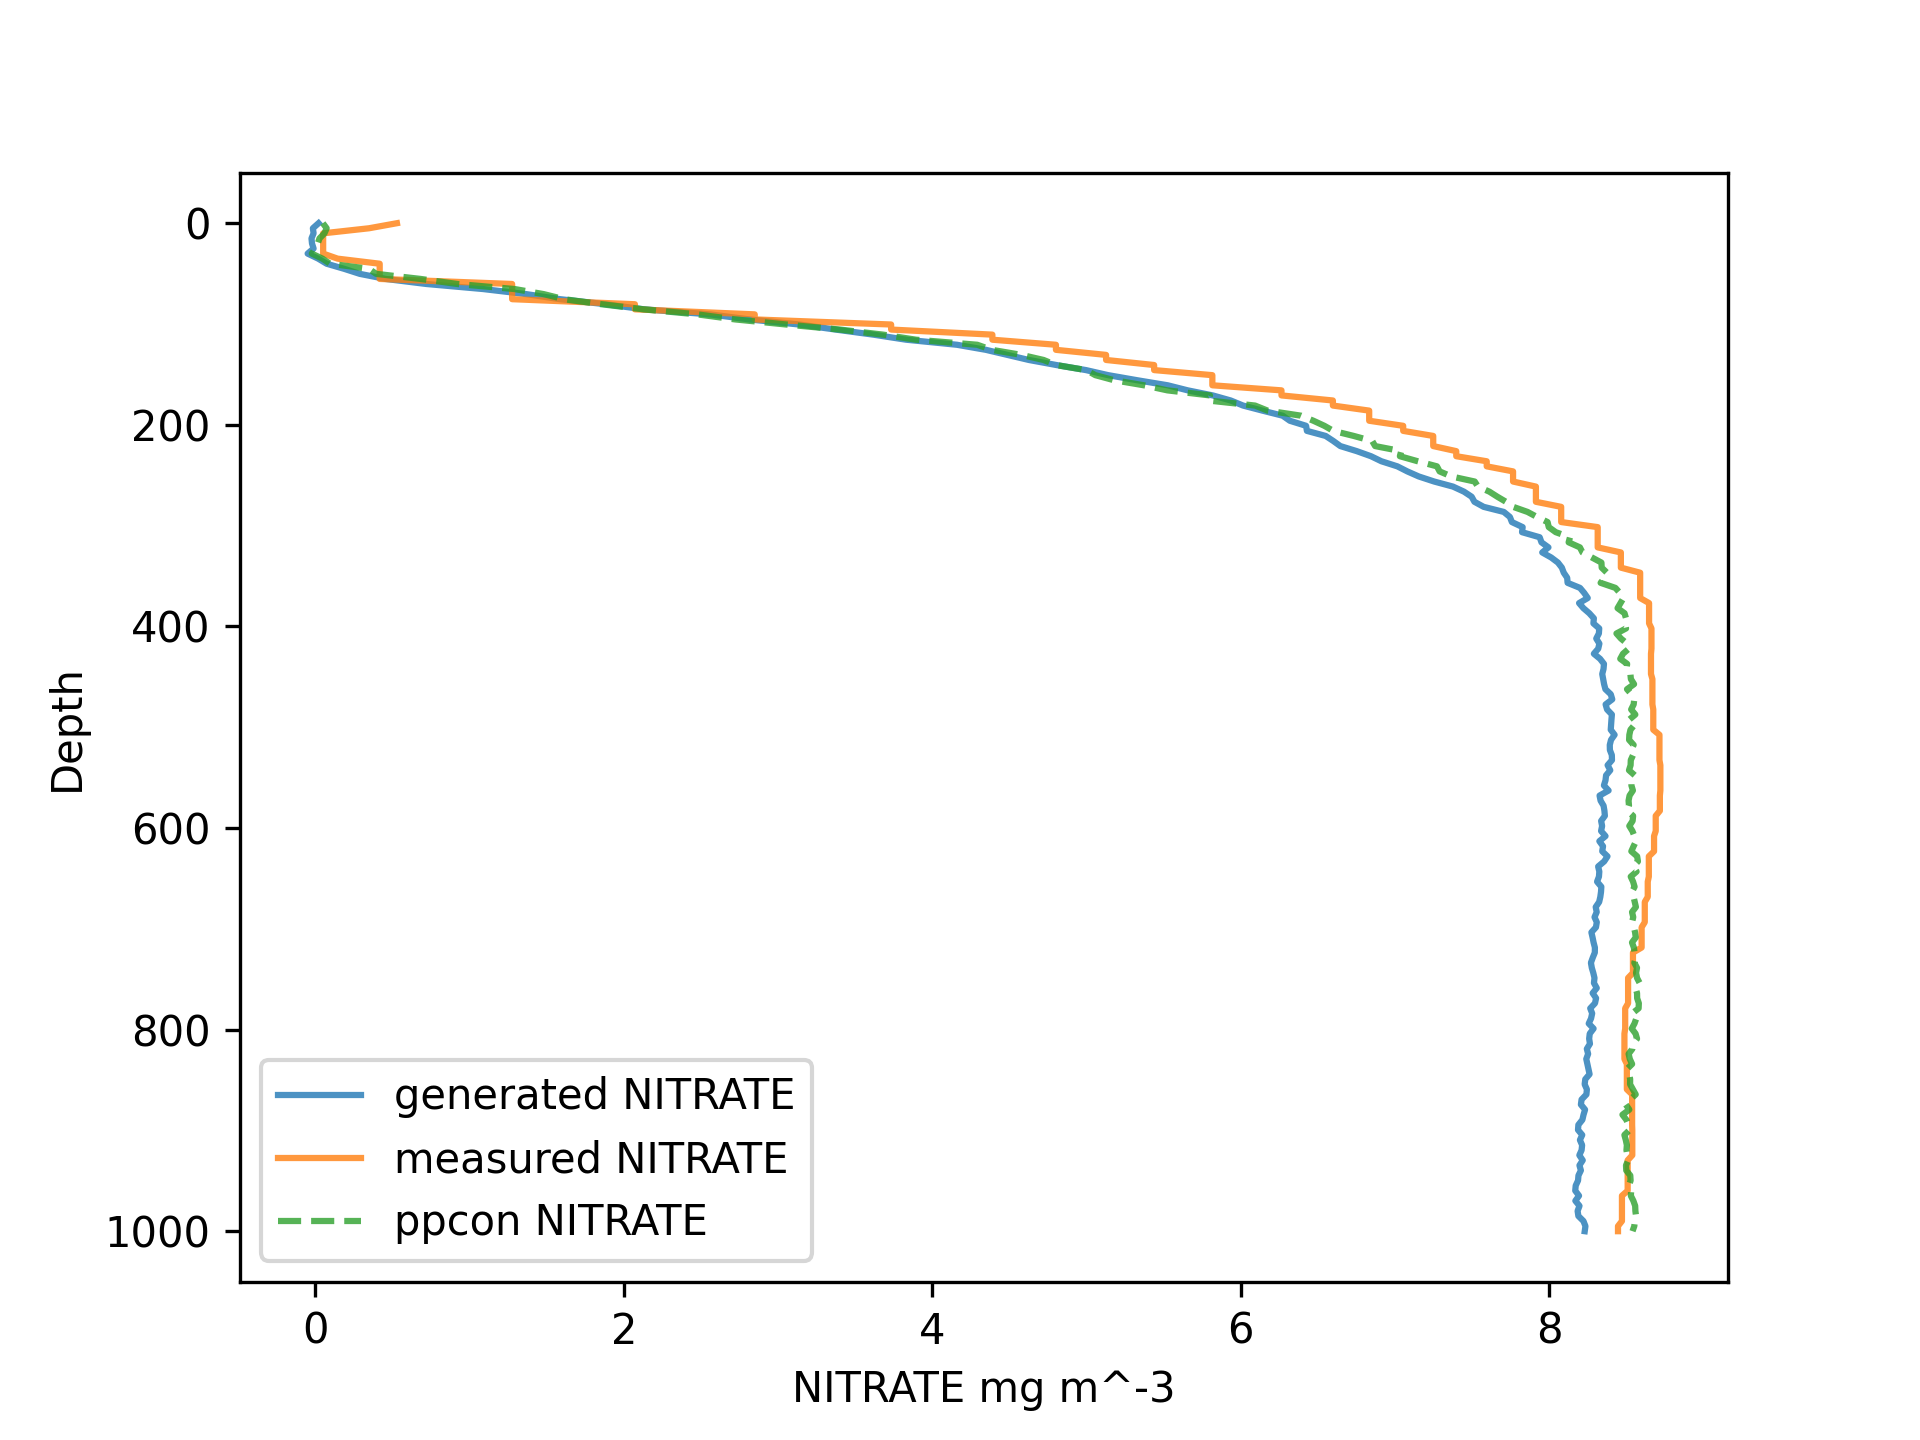 0
200
400
600
800
1000
Depth
generated NITRATE
measured NITRATE
ppcon NITRATE
0 2 4 6 8
NITRATE mg m^-3